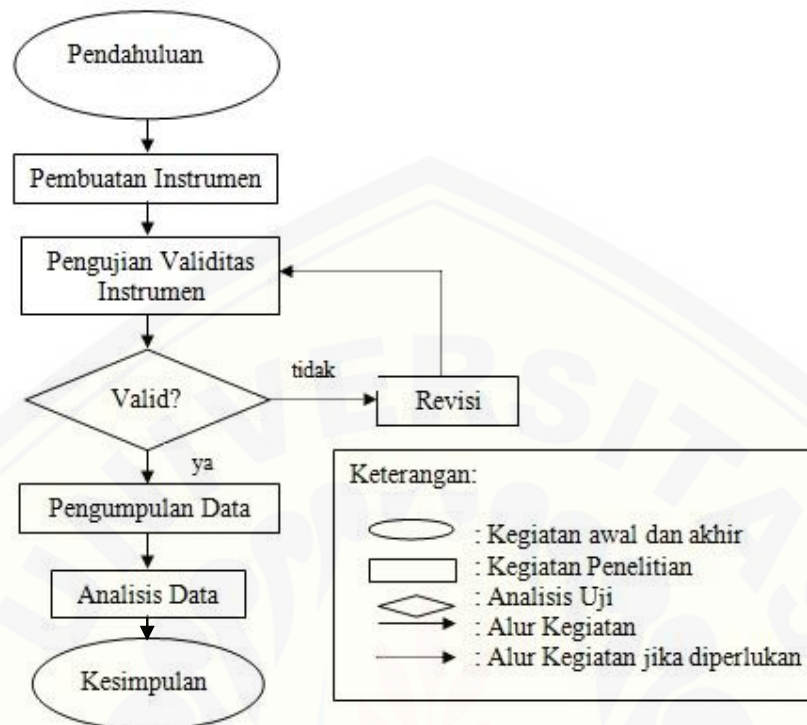 Pendahuluan
Pembuatan Instrumen
Pengujian Validitas
Instrumen
Valid?
tidak
Revisi
ya
Pengumpulan Data
Analisis Data
Kesimpulan
Keterangan:
: Kegiatan awal dan akhir
: Kegiatan Penelitian
: Analisis Uji
: Alur Kegiatan
: Alur Kegiatan jika diperlukan
UNIVERSITAS